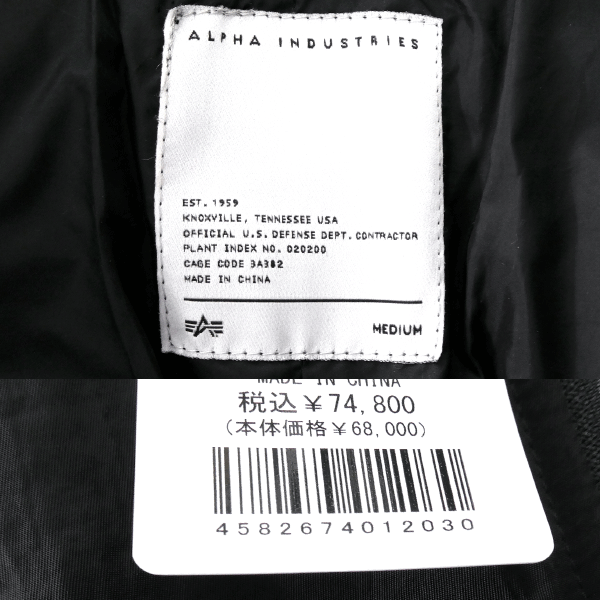 ALPHA INDUSTRIES
EST. 1959
KNOXVILLE, TENNESSEE USA
OFFICIAL U.S. DEFENSE DEPT. CONTRACTOR
PLANT INDEX NO. 020200
CAGE CODE 3A382
MADE IN CHINA
MEDIUM
MADE IN CHINA
税込¥74,800
(本体価格¥68,000)
4582674012030